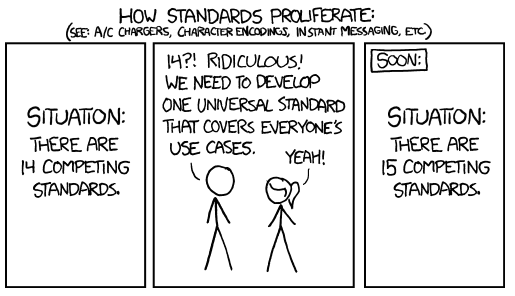 HOW STANDARDS PROLIFERATE:
(SEE: A/C CHARGERS, CHARACTER ENCODINGS, INSTANT MESSAGING, ETC.)
SITUATION:
THERE ARE
14 COMPETING
STANDARDS.
14?! RIDICULOUS!
WE NEED TO DEVELOP
ONE UNIVERSAL STANDARD
THAT COVERS EVERYONE'S
USE CASES.
YEAH!
SOON:
SITUATION:
THERE ARE
15 COMPETING
STANDARDS.